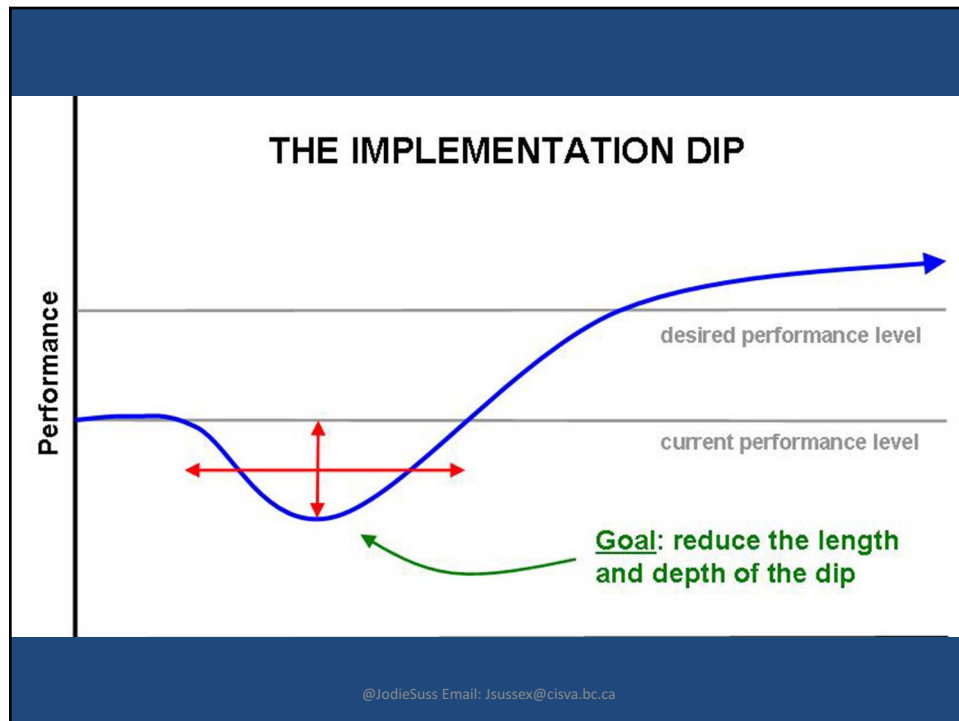 THE IMPLEMENTATION DIP
Performance
desired performance level
current performance level
Goal: reduce the length
and depth of the dip
@JodieSuss Email: Jsussex@cisva.bc.ca